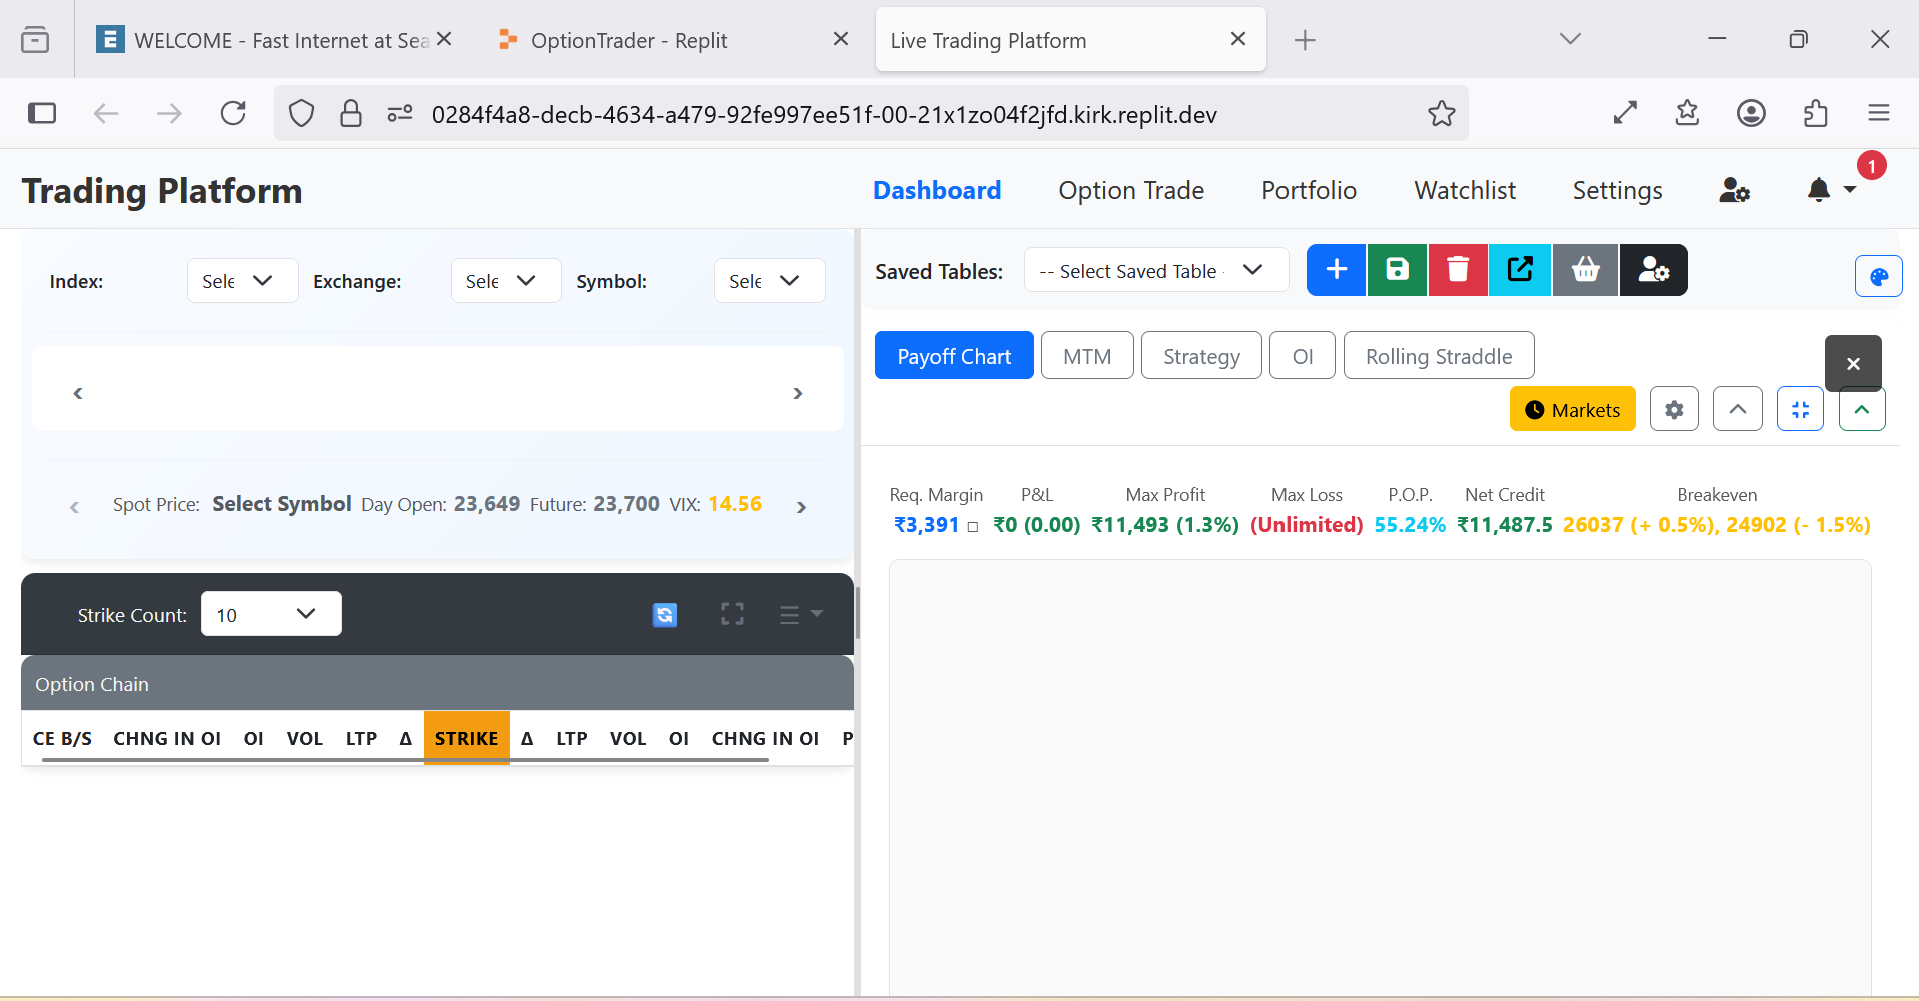 WELCOME - Fast Internet at Sea
OptionTrader - Replit
Live Trading Platform
0284f4a8-decb-4634-a479-92fe997ee51f-00-21x1zo04f2jfd.kirk.replit.dev
Trading Platform
Dashboard Option Trade Portfolio Watchlist Settings 1
Index: Sele Exchange: Sele Symbol: Sele
Spot Price: Select Symbol Day Open: 23,649 Future: 23,700 VIX: 14.56
Strike Count: 10
Option Chain
CE B/S CHNG IN OI OI VOL LTP Δ STRIKE Δ LTP VOL OI CHNG IN OI P
Saved Tables: -- Select Saved Table -
Payoff Chart MTM Strategy OI Rolling Straddle
Markets
Req. Margin P&L Max Profit Max Loss P.O.P. Net Credit Breakeven
₹3,391 ₹0 (0.00) ₹11,493 (1.3%) (Unlimited) 55.24% ₹11,487.5 26037 (+ 0.5%), 24902 (- 1.5%)